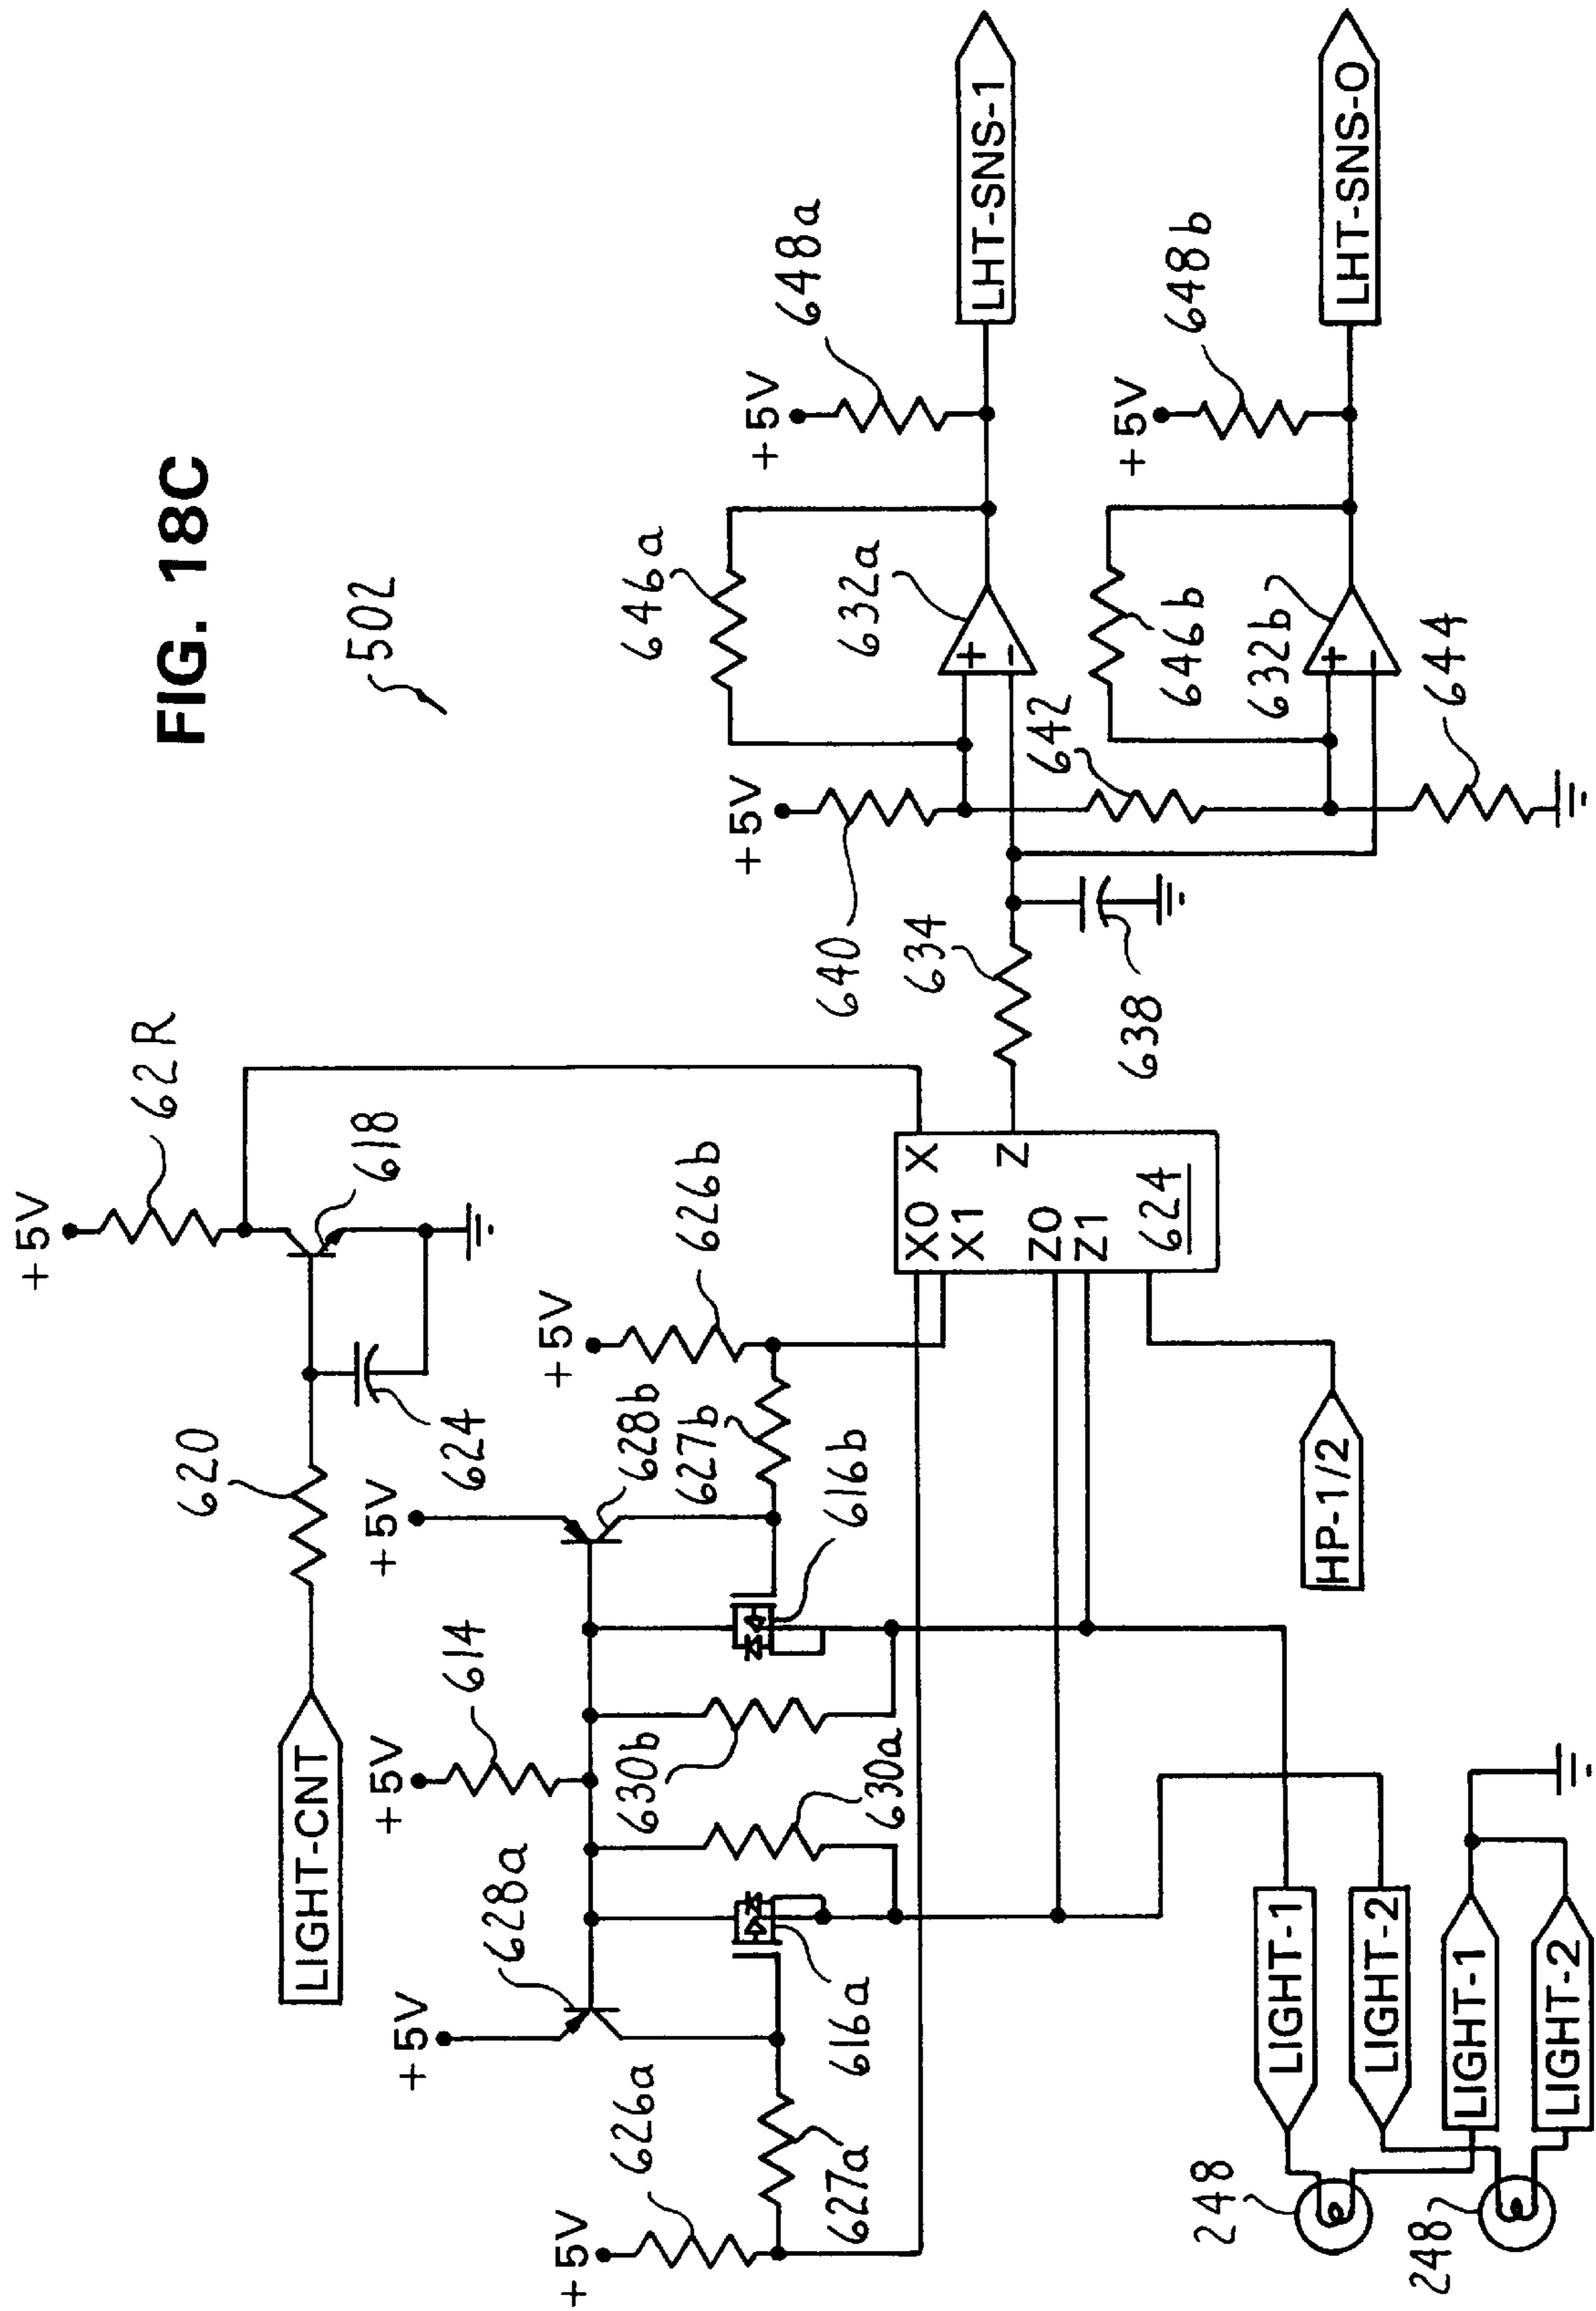 FIG. 18C
502
+5V
62R
618
LIGHT-CNT
620
624
+5V
628a
+5V
614
+5V
628b
+5V
626b
+5V
626a
627a
616a
630a
630b
616b
627b
X0 X
X1
Z0 Z
Z1
624
HP-1/2
634
638
+5V
640
642
644
646a
632a
+5V
648a
LHT-SNS-1
646b
632b
+5V
648b
LHT-SNS-0
+
−
+
−
LIGHT-1
LIGHT-2
LIGHT-1
LIGHT-2
248
248